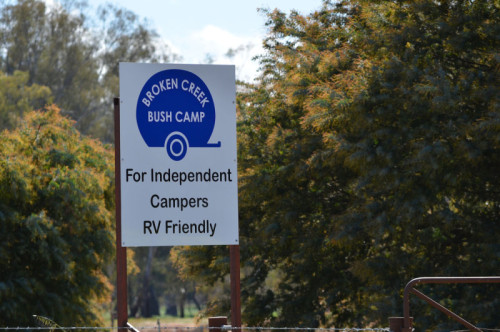 BROKEN CREEK
BUSH CAMP
For Independent
Campers
RV Friendly